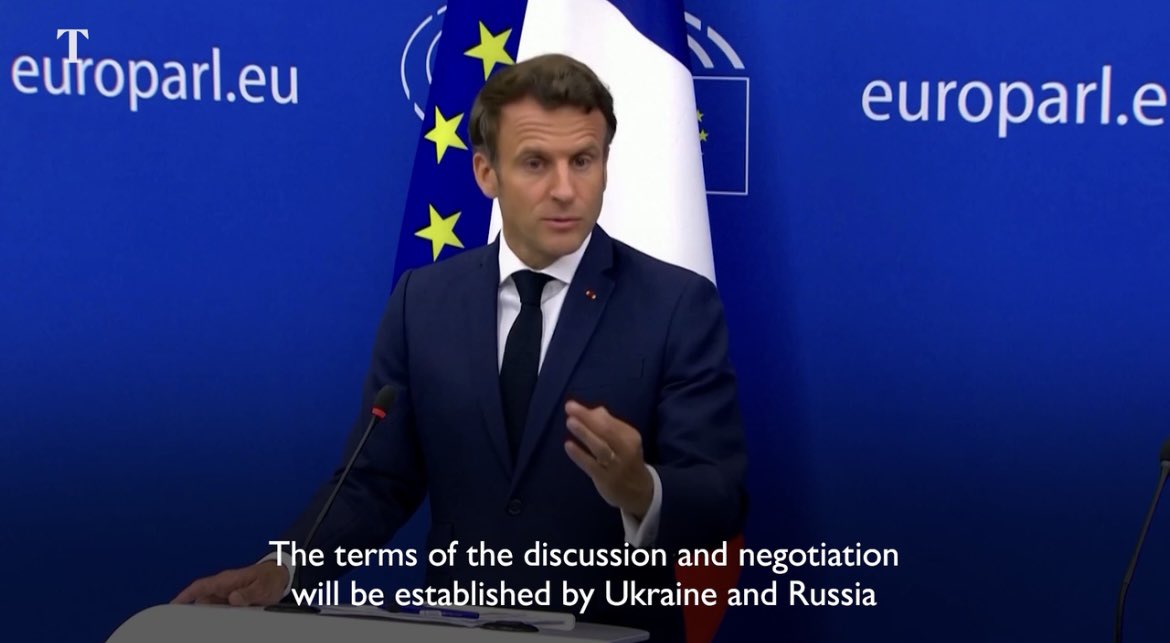 T
europarl.eu
europarl.e
The terms of the discussion and negotiation
will be established by Ukraine and Russia